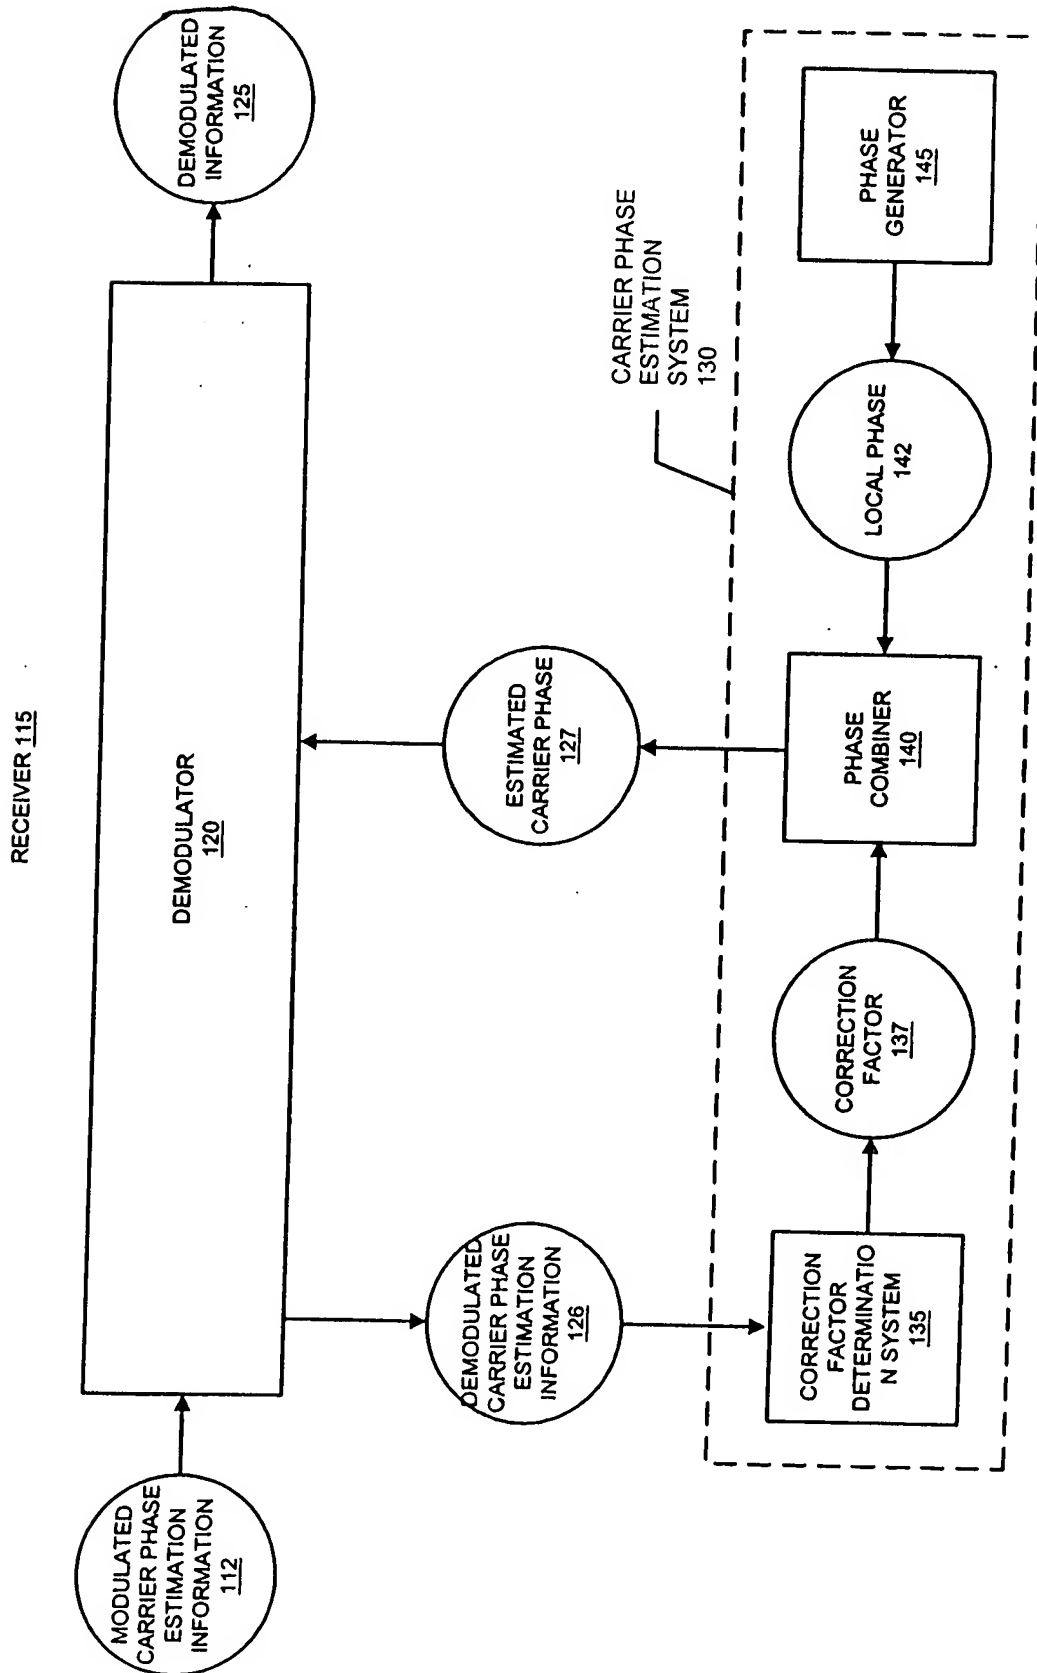 RECEIVER 115
MODULATED
CARRIER PHASE
ESTIMATION
INFORMATION
112
DEMODULATOR
120
DEMODULATED
INFORMATION
125
DEMODULATED
CARRIER PHASE
ESTIMATION
INFORMATION
126
ESTIMATED
CARRIER PHASE
127
CARRIER PHASE
ESTIMATION
SYSTEM
130
CORRECTION
FACTOR
DETERMINATIO
N SYSTEM
135
CORRECTION
FACTOR
137
PHASE
COMBINER
140
LOCAL PHASE
142
PHASE
GENERATOR
145